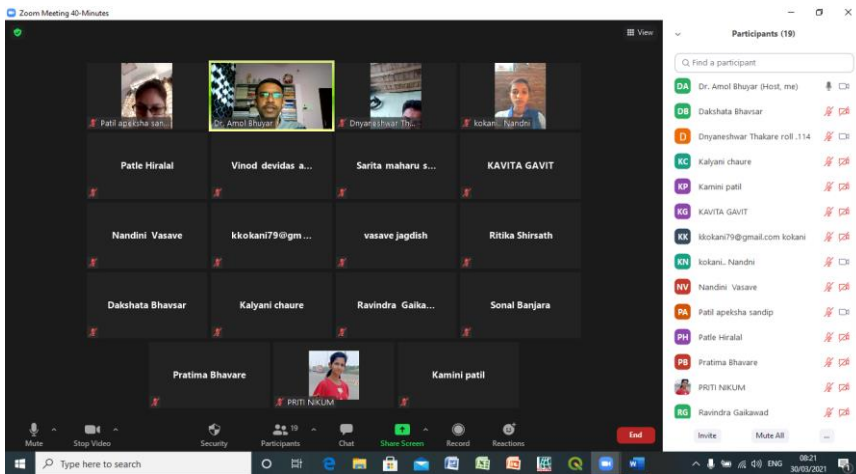 Zoom Meeting 40-Minutes
View
Patil apeksha san...
Dr. Amol Bhuyar
Dnyaneshwar Th...
kokani.. Nandni
Patle Hiralal
Vinod devidas a...
Sarita maharu s...
KAVITA GAVIT
Nandini Vasave
kkokani79@gm...
vasave jagdish
Ritika Shirsath
Dakshata Bhavsar
Kalyani chaure
Ravindra Gaika...
Sonal Banjara
Pratima Bhavare
PRITI NIKUM
Kamini patil
Mute
Stop Video
Security
Participants
19
Chat
Share Screen
Record
Reactions
End
Participants (19)
Find a participant
DA Dr. Amol Bhuyar (Host, me)
DB Dakshata Bhavsar
D Dnyaneshwar Thakare roll .114
KC Kalyani chaure
KP Kamini patil
KG KAVITA GAVIT
KK kkokani79@gmail.com kokani
KN kokani.. Nandni
NV Nandini Vasave
PA Patil apeksha sandip
PH Patle Hiralal
PB Pratima Bhavare
PRITI NIKUM
RG Ravindra Gaikawad
Invite
Mute All
...
Type here to search
ENG
08:21
30/03/2021